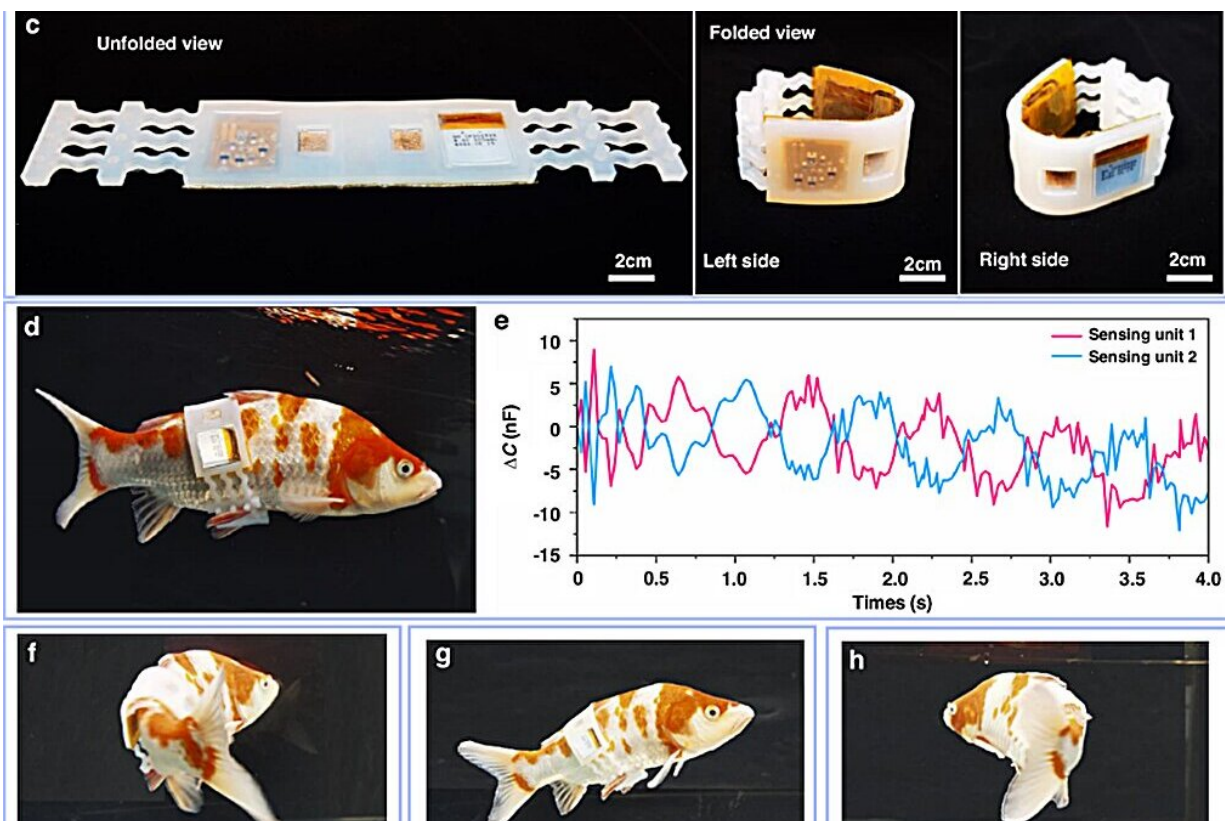 c
Unfolded view
2cm
Folded view
Left side
2cm
Right side
2cm
d
e
Sensing unit 1
Sensing unit 2
ΔC (nF)
10
5
0
-5
-10
-15
0 0.5 1.0 1.5 2.0 2.5 3.0 3.5 4.0
Times (s)
f
g
h